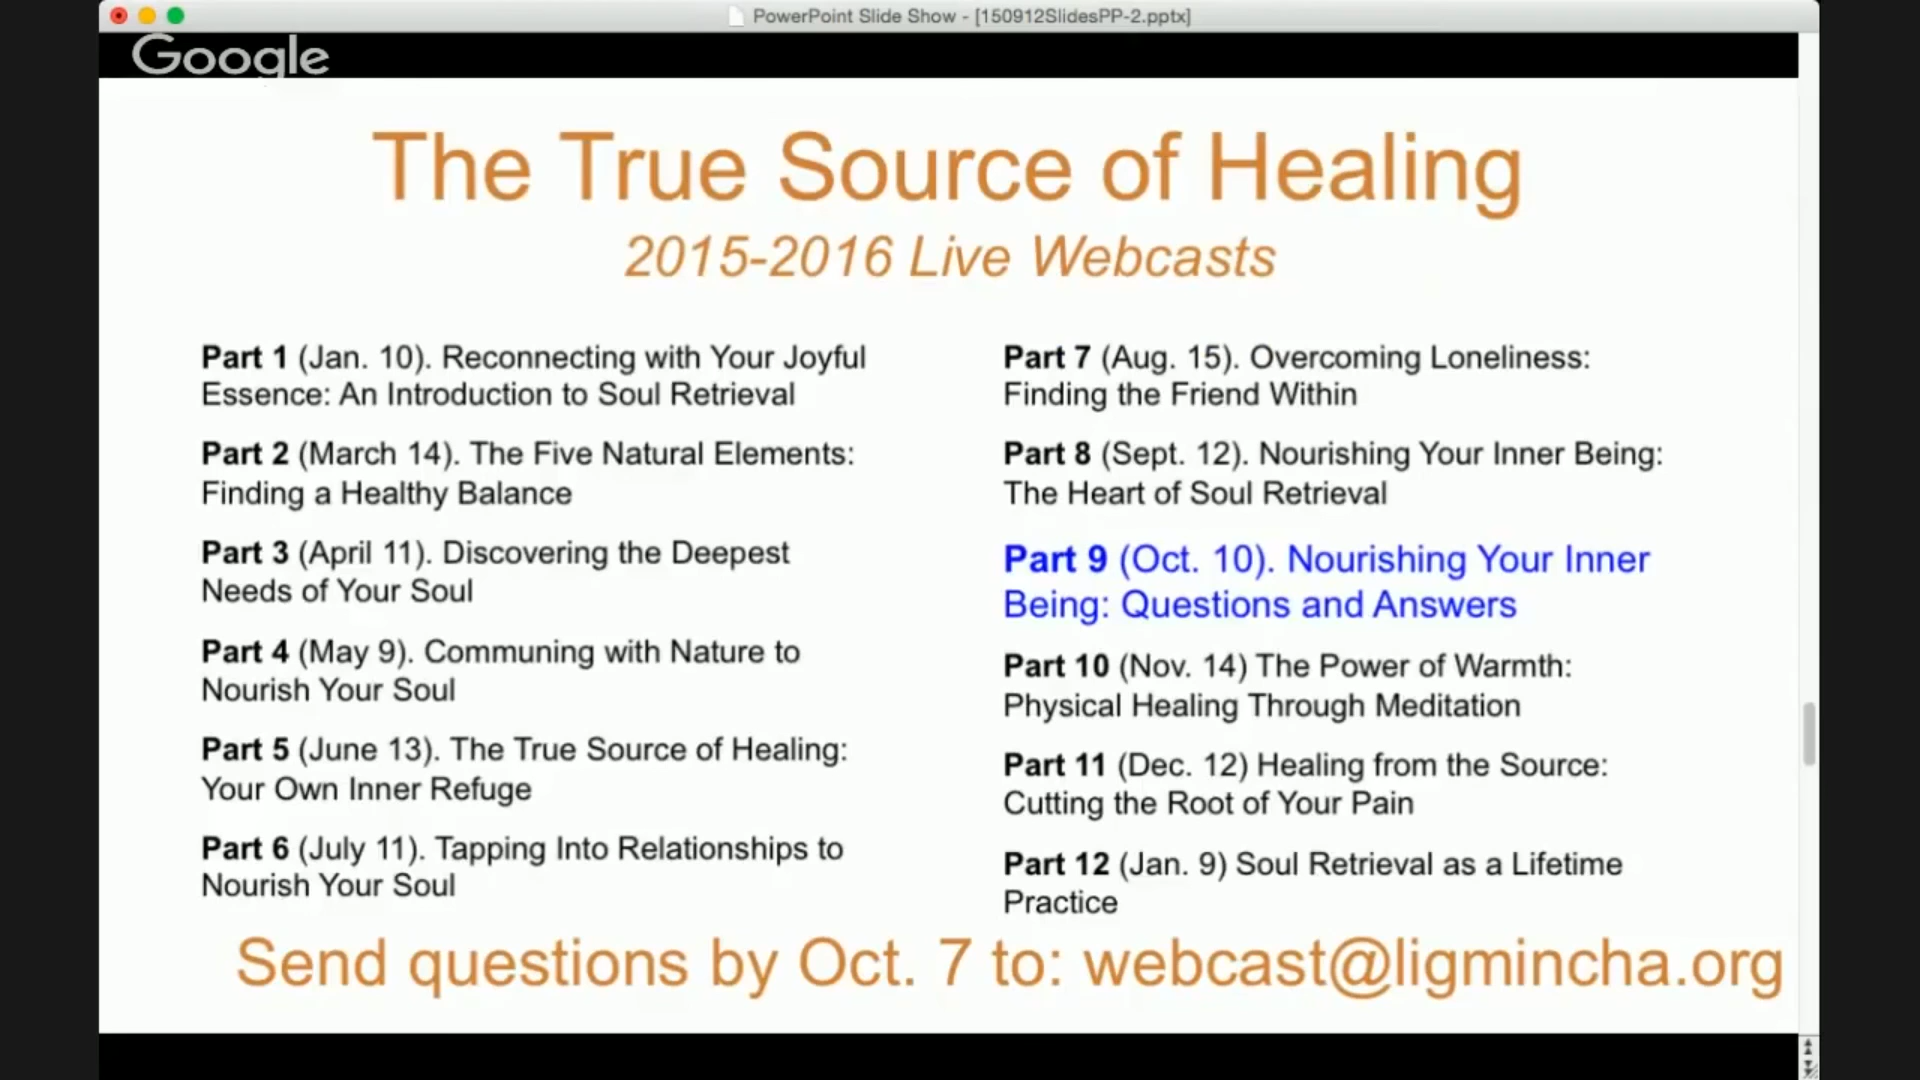 PowerPoint Slide Show - [150912SlidesPP-2.pptx]
Google
The True Source of Healing
2015-2016 Live Webcasts
Part 1 (Jan. 10). Reconnecting with Your Joyful
Essence: An Introduction to Soul Retrieval
Part 2 (March 14). The Five Natural Elements:
Finding a Healthy Balance
Part 3 (April 11). Discovering the Deepest
Needs of Your Soul
Part 4 (May 9). Communing with Nature to
Nourish Your Soul
Part 5 (June 13). The True Source of Healing:
Your Own Inner Refuge
Part 6 (July 11). Tapping Into Relationships to
Nourish Your Soul
Part 7 (Aug. 15). Overcoming Loneliness:
Finding the Friend Within
Part 8 (Sept. 12). Nourishing Your Inner Being:
The Heart of Soul Retrieval
Part 9 (Oct. 10). Nourishing Your Inner
Being: Questions and Answers
Part 10 (Nov. 14) The Power of Warmth:
Physical Healing Through Meditation
Part 11 (Dec. 12) Healing from the Source:
Cutting the Root of Your Pain
Part 12 (Jan. 9) Soul Retrieval as a Lifetime
Practice
Send questions by Oct. 7 to: webcast@ligmincha.org